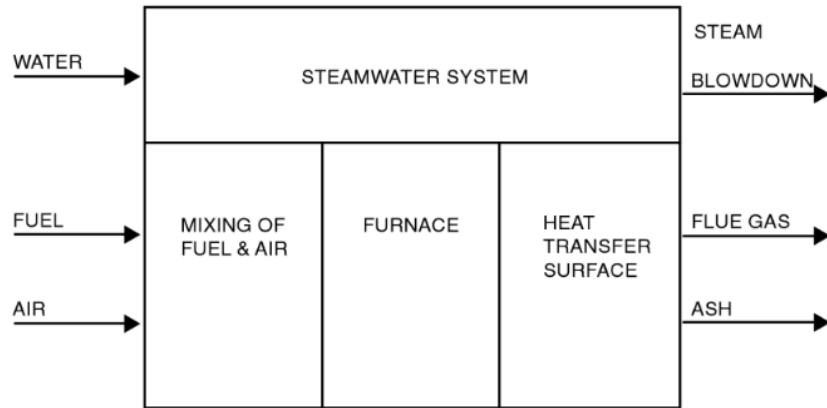 WATER
STEAMWATER SYSTEM
STEAM
BLOWDOWN
FUEL
AIR
MIXING OF
FUEL & AIR
FURNACE
HEAT
TRANSFER
SURFACE
FLUE GAS
ASH